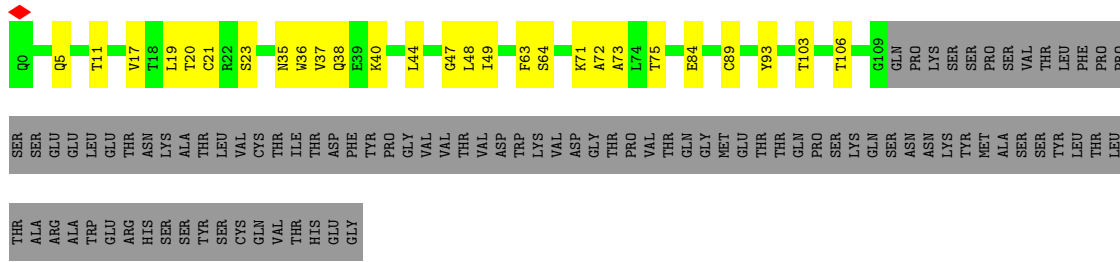 Q0 Q5 T11 V17 T18 L19 T20 C21 R22 S23 N35 W36 V37 Q38 E39 K40 L44 G47 L48 I49 F63 S64 K71 A72 A73 L74 T75 E84 C89 Y93 T103 T106 G109 GLN PRO LYS SER SER PRO SER VAL THR LEU PHE PRO PRO
SER SER GLU GLU LEU GLU THR ASN LYS ALA THR LEU VAL CYS THR ILE THR ASP PHE TYR PRO GLY VAL VAL THR VAL ASP TRP LYS VAL ASP GLY THR PRO VAL THR GLN GLY MET GLU THR THR GLN PRO SER LYS GLN SER ASN ASN LYS TYR MET ALA SER SER TYR LEU THR LEU
THR ALA ARG ALA TRP GLU ARG HIS SER SER TYR SER CYS GLN VAL THR HIS GLU GLY